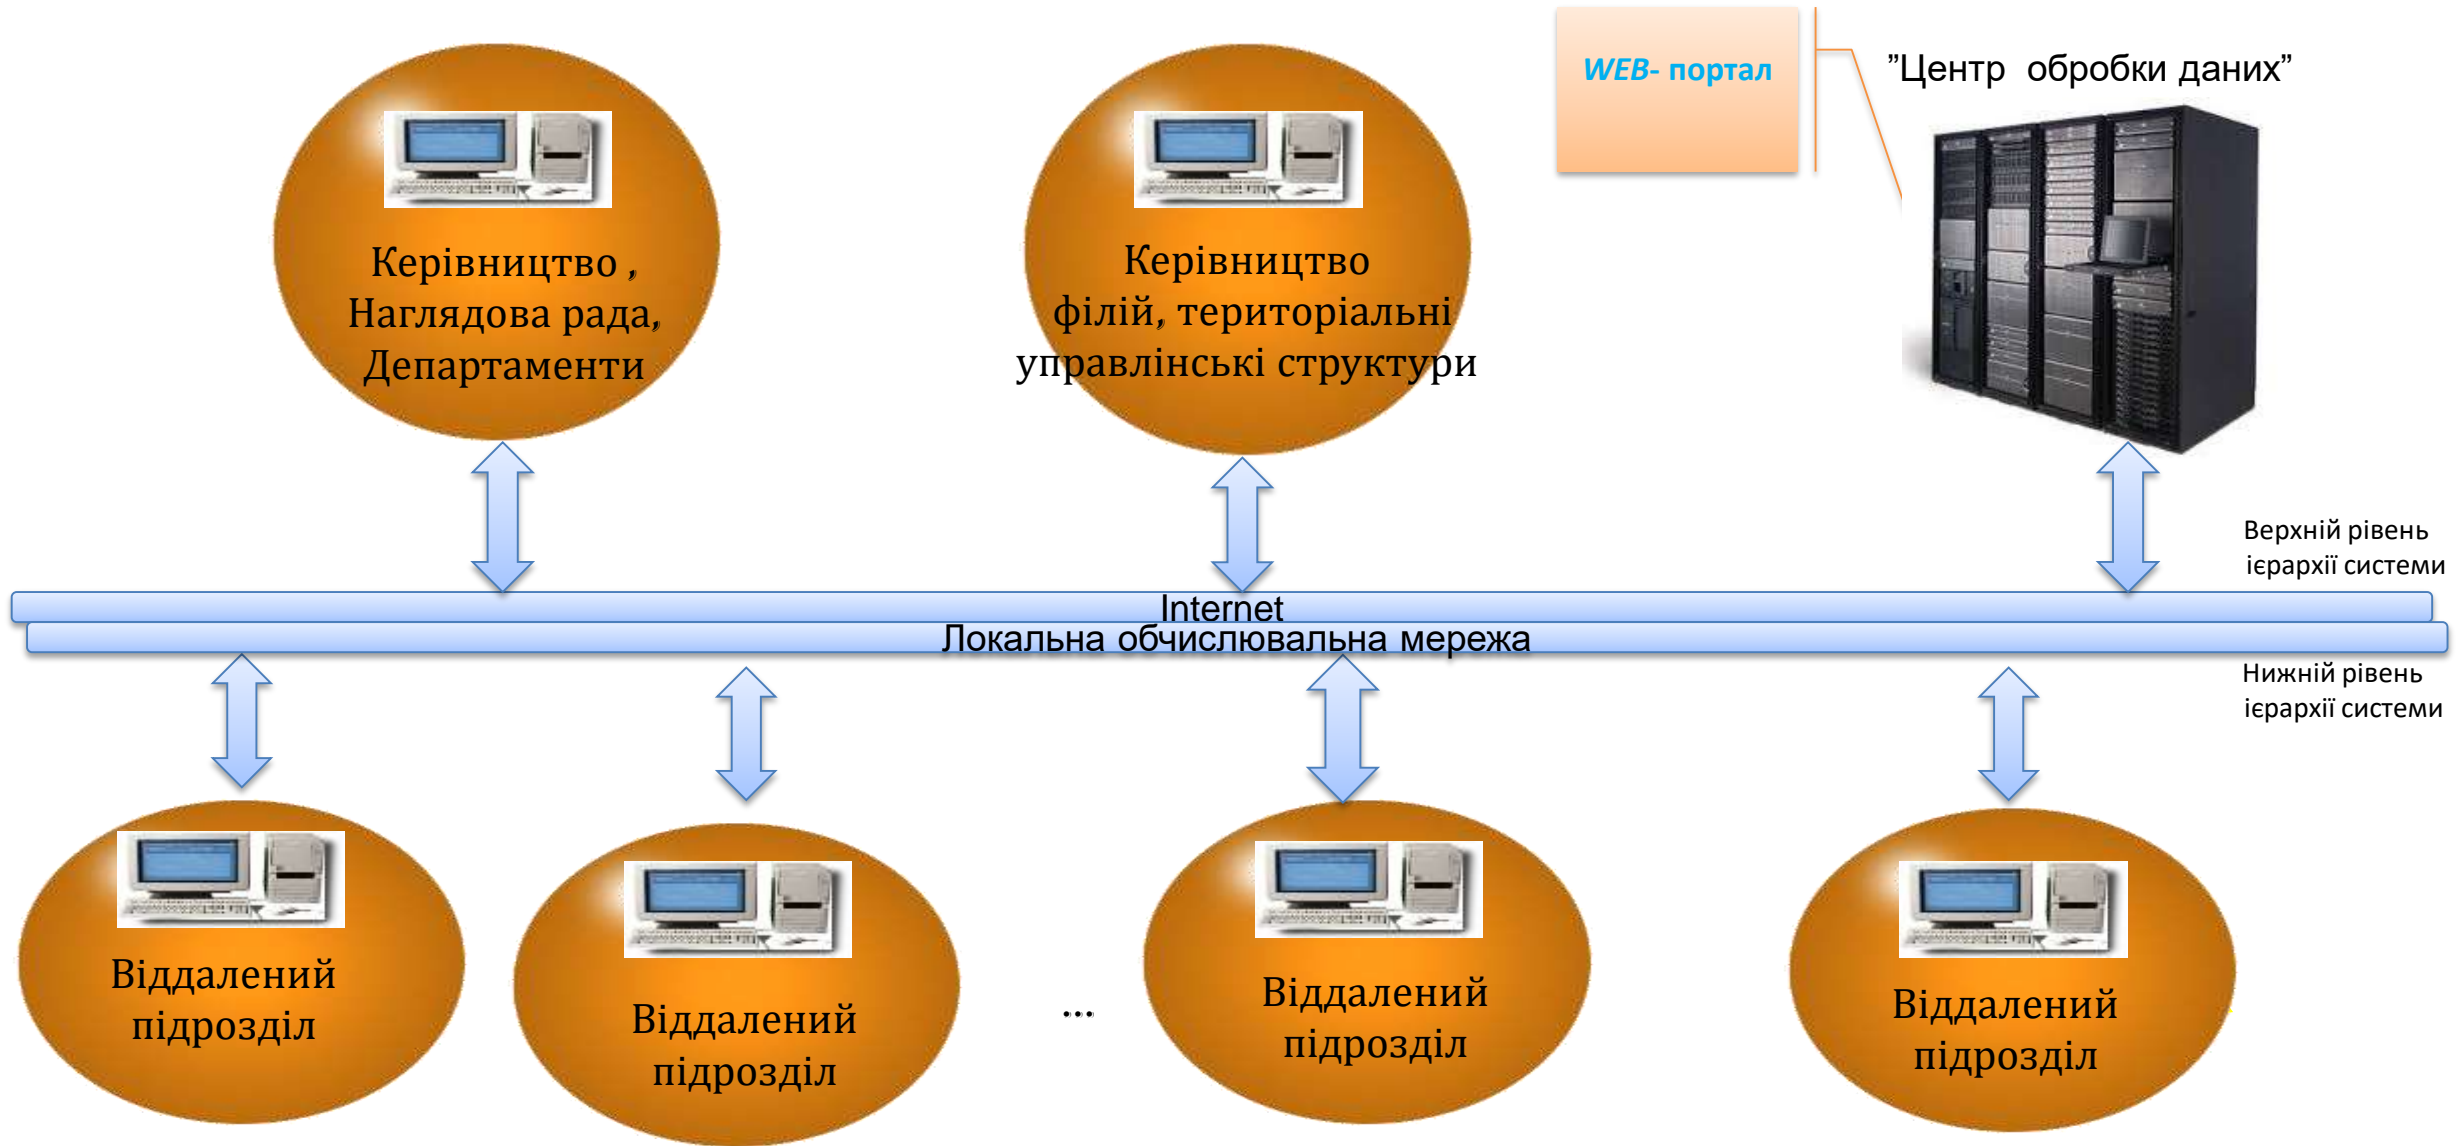 WEB- портал
”Центр обробки даних”
Керівництво ,
Наглядова рада,
Департаменти
Керівництво
філій, територіальні
управлінські структури
Верхній рівень
ієрархії системи
Internet
Локальна обчислювальна мережа
Нижній рівень
ієрархії системи
Віддалений
підрозділ
Віддалений
підрозділ
...
Віддалений
підрозділ
Віддалений
підрозділ